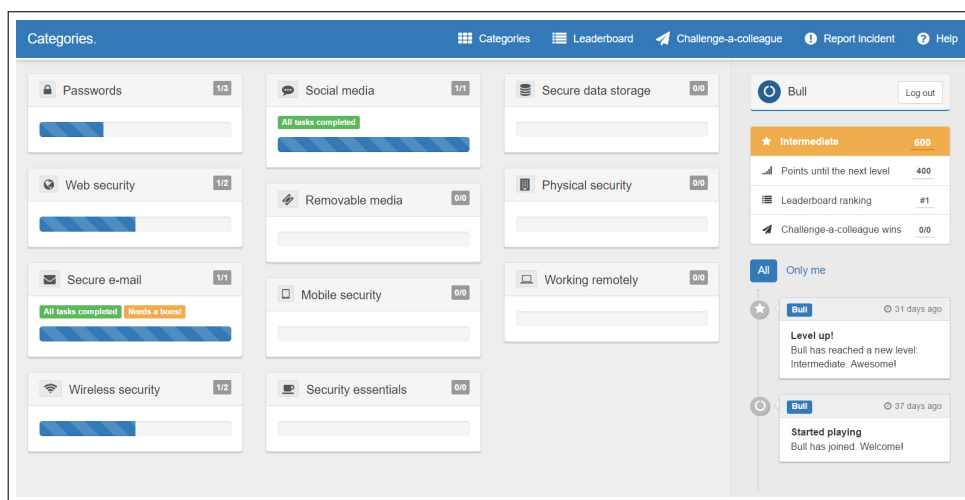 Categories.
Categories
Leaderboard
Challenge-a-colleague
Report incident
Help
Passwords
1/3
Web security
1/2
Secure e-mail
1/1
All tasks completed
Needs a boost
Wireless security
1/2
Social media
1/1
All tasks completed
Removable media
0/0
Mobile security
0/0
Security essentials
0/0
Secure data storage
0/0
Physical security
0/0
Working remotely
0/0
Bull
Log out
Intermediate 600
Points until the next level 400
Leaderboard ranking #1
Challenge-a-colleague wins 0/0
All
Only me
Bull
31 days ago
Level up!
Bull has reached a new level:
Intermediate. Awesome!
Bull
37 days ago
Started playing
Bull has joined. Welcome!